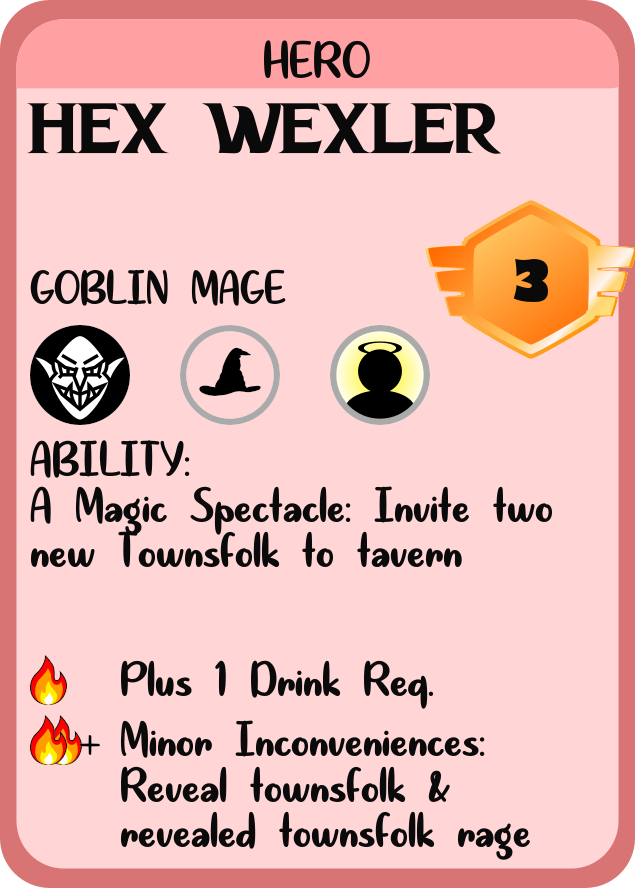 HERO
HEX WEXLER
3
GOBLIN MAGE
ABILITY:
A Magic Spectacle: Invite two
new Townsfolk to tavern
Plus 1 Drink Req.
+ Minor Inconveniences:
Reveal townsfolk &
revealed townsfolk rage